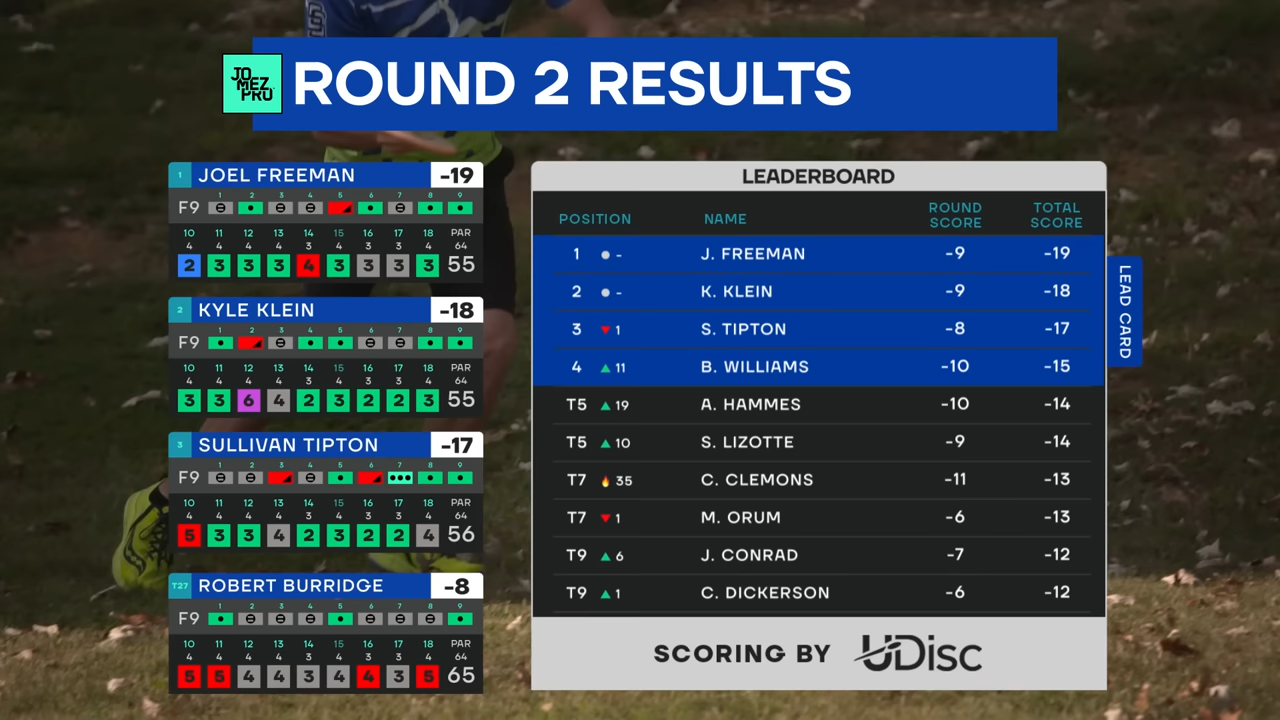 JOMEZPRO ROUND 2 RESULTS
1 JOEL FREEMAN -19
1 2 3 4 5 6 7 8 9
F9
10 11 12 13 14 15 16 17 18 PAR
4 4 4 4 3 4 3 3 4 64
2 3 3 3 4 3 3 3 3 55
2 KYLE KLEIN -18
1 2 3 4 5 6 7 8 9
F9
10 11 12 13 14 15 16 17 18 PAR
4 4 4 4 3 4 3 3 4 64
3 3 6 4 2 3 2 2 3 55
3 SULLIVAN TIPTON -17
1 2 3 4 5 6 7 8 9
F9
10 11 12 13 14 15 16 17 18 PAR
4 4 4 4 3 4 3 3 4 64
5 3 3 4 2 3 2 2 4 56
T27 ROBERT BURRIDGE -8
1 2 3 4 5 6 7 8 9
F9
10 11 12 13 14 15 16 17 18 PAR
4 4 4 4 3 4 3 3 4 64
5 5 4 4 3 4 4 3 5 65
LEADERBOARD
POSITION NAME ROUND SCORE TOTAL SCORE
1 - J. FREEMAN -9 -19
2 - K. KLEIN -9 -18
3 1 S. TIPTON -8 -17
4 11 B. WILLIAMS -10 -15
T5 19 A. HAMMES -10 -14
T5 10 S. LIZOTTE -9 -14
T7 35 C. CLEMONS -11 -13
T7 1 M. ORUM -6 -13
T9 6 J. CONRAD -7 -12
T9 1 C. DICKERSON -6 -12
LEAD CARD
SCORING BY UDisc